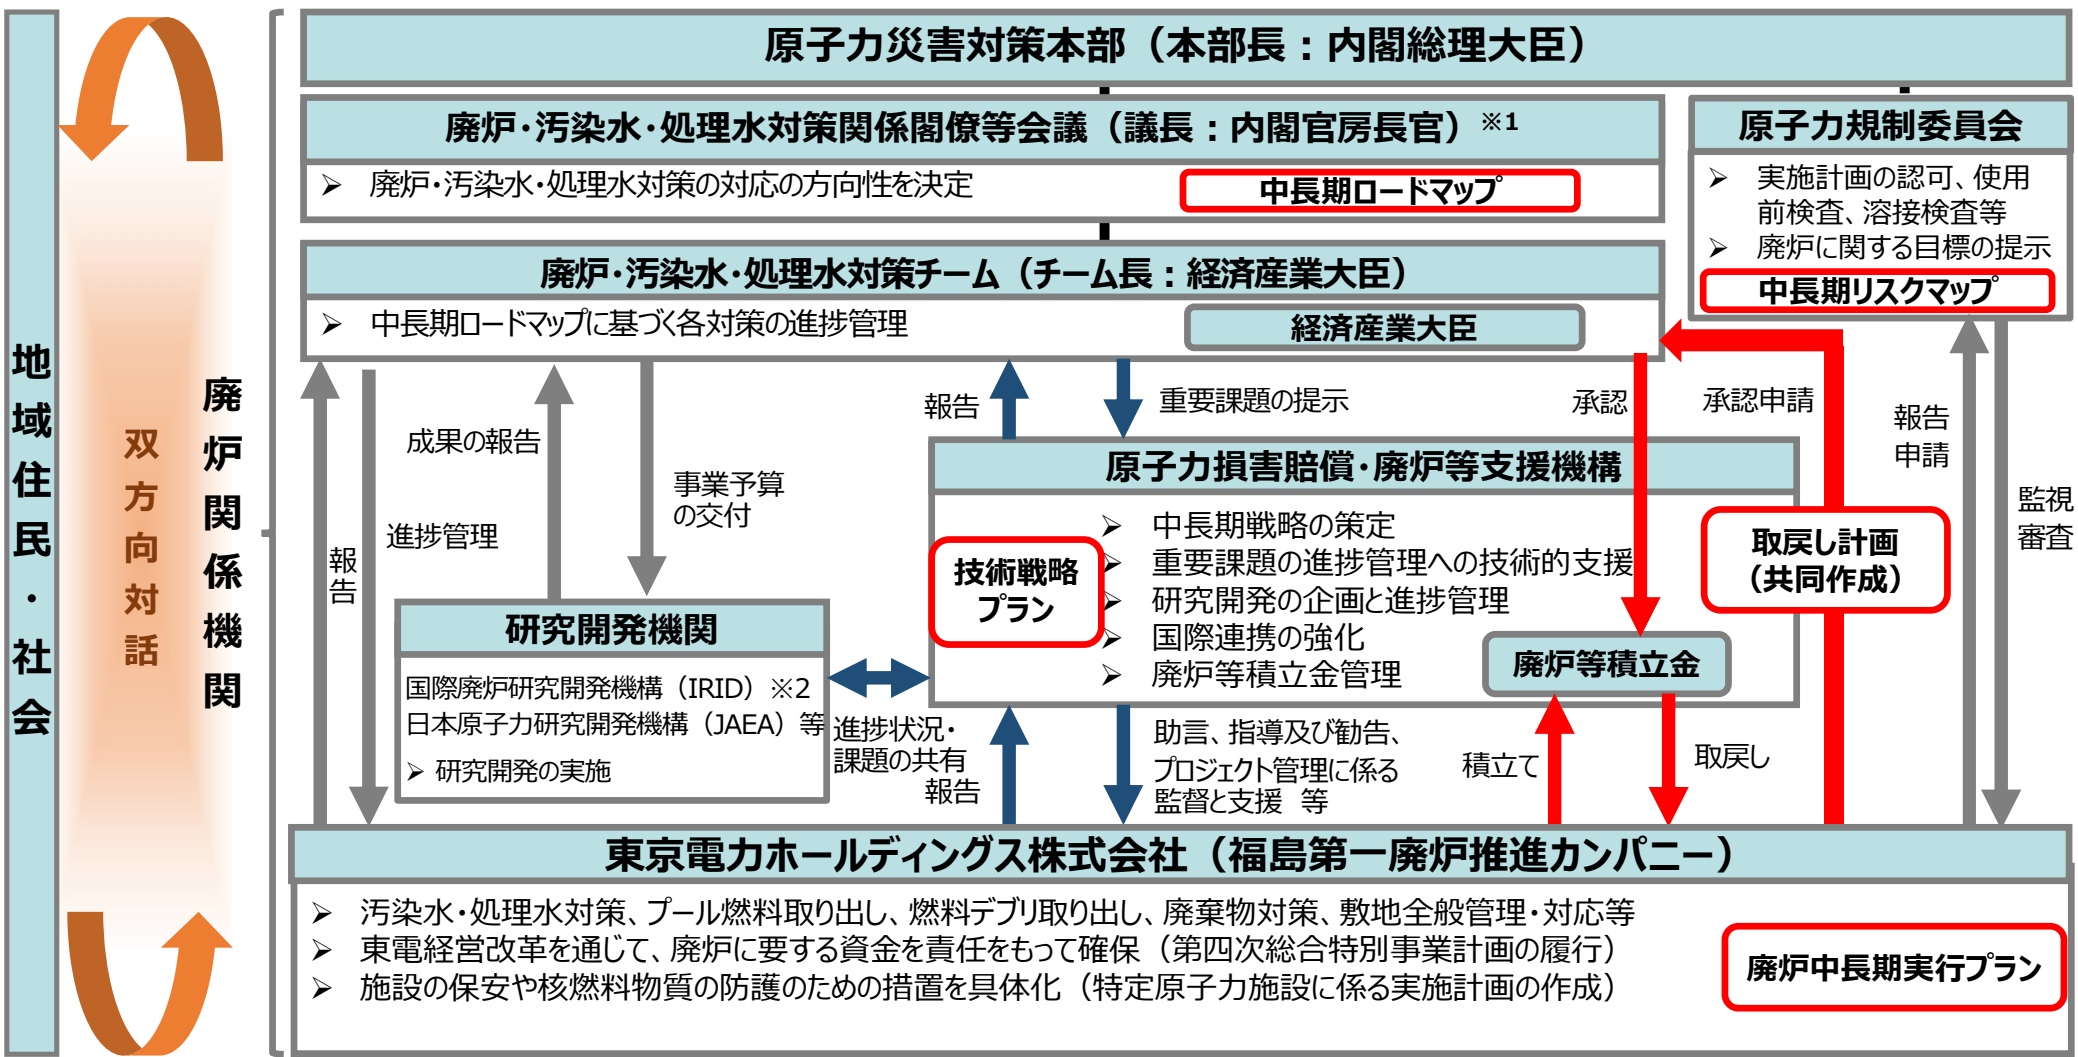 地域住民・社会
双方向対話
廃炉関係機関
原子力災害対策本部（本部長：内閣総理大臣）
廃炉・汚染水・処理水対策関係閣僚等会議（議長：内閣官房長官）※1
➢ 廃炉・汚染水・処理水対策の対応の方向性を決定
中長期ロードマップ
原子力規制委員会
➢ 実施計画の認可、使用
前検査、溶接検査等
➢ 廃炉に関する目標の提示
中長期リスクマップ
廃炉・汚染水・処理水対策チーム（チーム長：経済産業大臣）
➢ 中長期ロードマップに基づく各対策の進捗管理
経済産業大臣
報告
進捗管理
成果の報告
事業予算
の交付
報告
重要課題の提示
承認
承認申請
報告
申請
監視
審査
原子力損害賠償・廃炉等支援機構
➢ 中長期戦略の策定
➢ 重要課題の進捗管理への技術的支援
➢ 研究開発の企画と進捗管理
➢ 国際連携の強化
➢ 廃炉等積立金管理
技術戦略
プラン
廃炉等積立金
取戻し計画
（共同作成）
研究開発機関
国際廃炉研究開発機構（IRID）※2
日本原子力研究開発機構（JAEA）等
➢ 研究開発の実施
進捗状況・
課題の共有
報告
助言、指導及び勧告、
プロジェクト管理に係る
監督と支援 等
積立て
取戻し
東京電力ホールディングス株式会社（福島第一廃炉推進カンパニー）
➢ 汚染水・処理水対策、プール燃料取り出し、燃料デブリ取り出し、廃棄物対策、敷地全般管理・対応等
➢ 東電経営改革を通じて、廃炉に要する資金を責任をもって確保（第四次総合特別事業計画の履行）
➢ 施設の保安や核燃料物質の防護のための措置を具体化（特定原子力施設に係る実施計画の作成）
廃炉中長期実行プラン